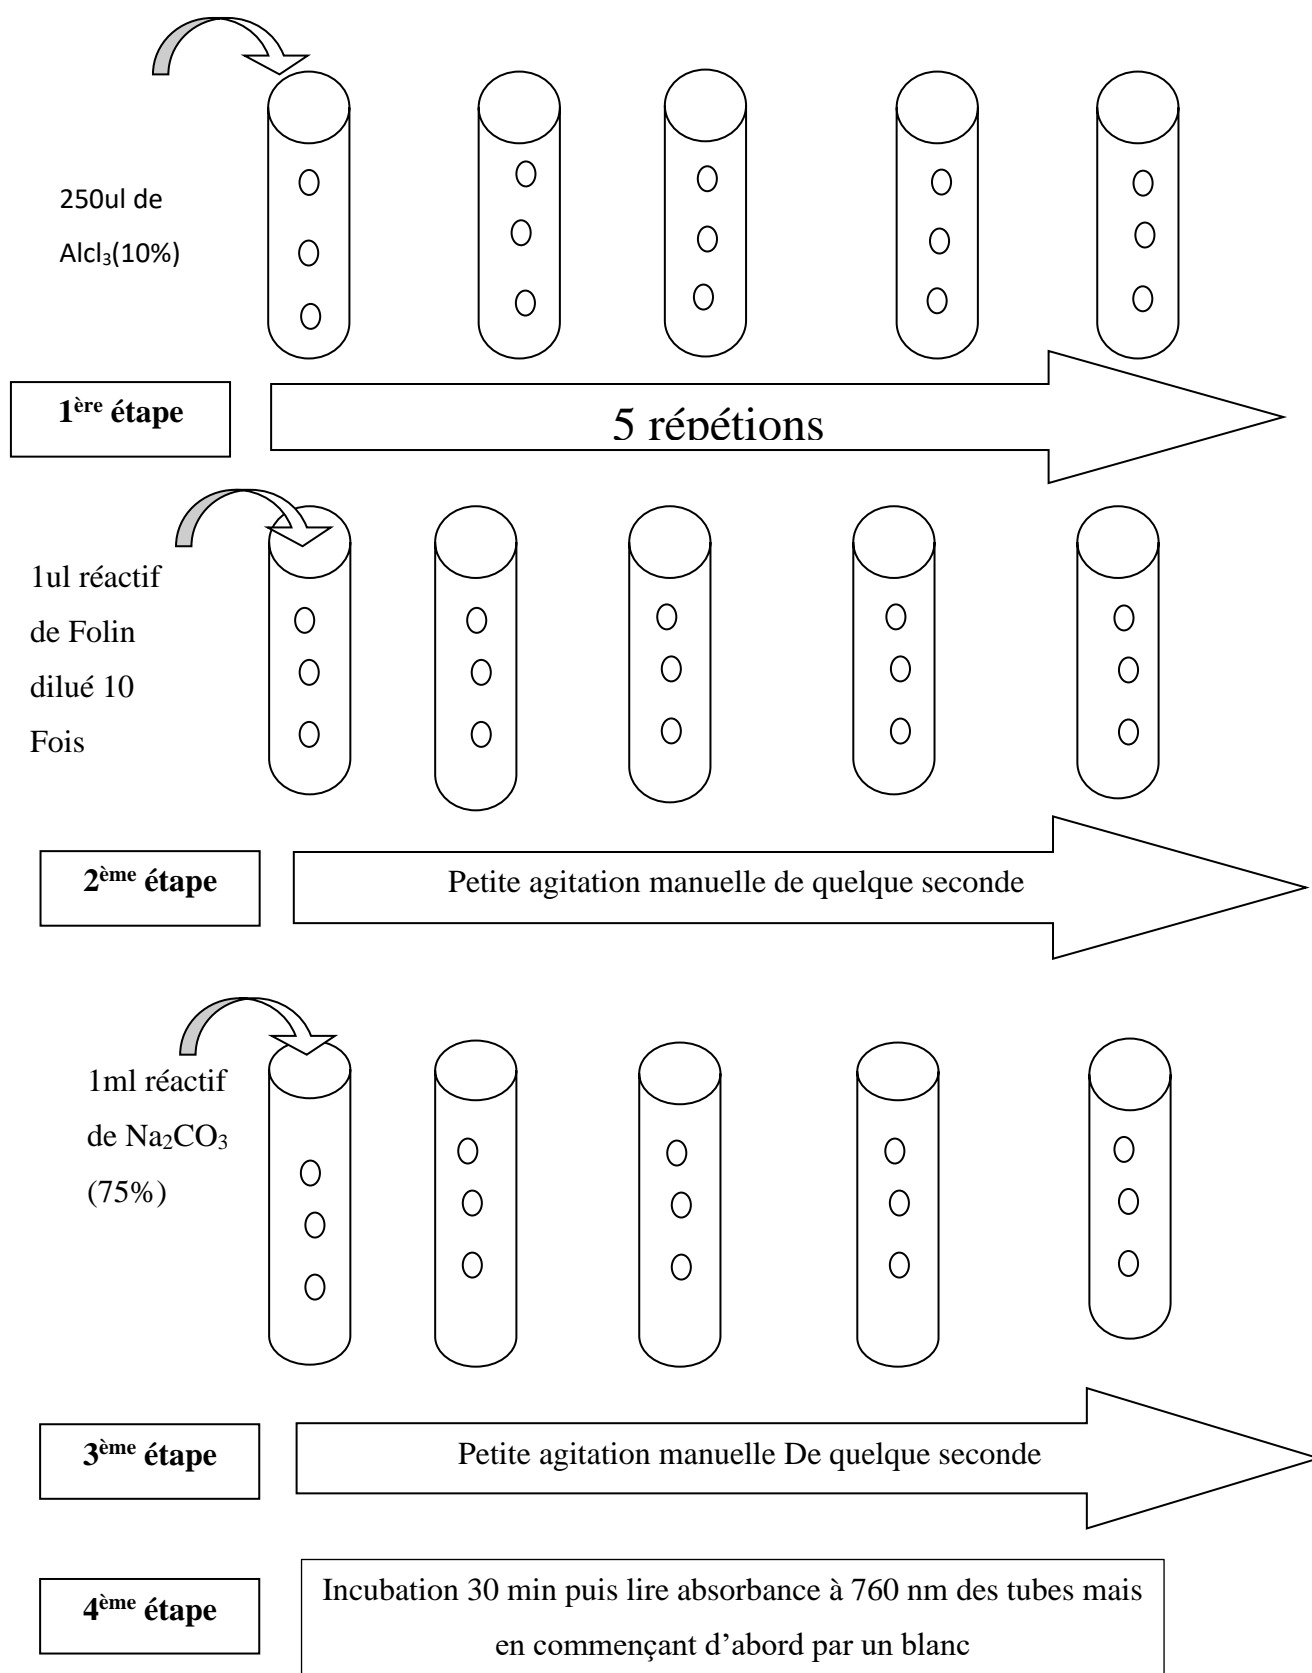 250ul de
Alcl₃(10%)
1ère étape
5 répétions
1ul réactif
de Folin
dilué 10
Fois
2ème étape
Petite agitation manuelle de quelque seconde
1ml réactif
de Na₂CO₃
(75%)
3ème étape
Petite agitation manuelle De quelque seconde
4ème étape
Incubation 30 min puis lire absorbance à 760 nm des tubes mais
en commençant d’abord par un blanc